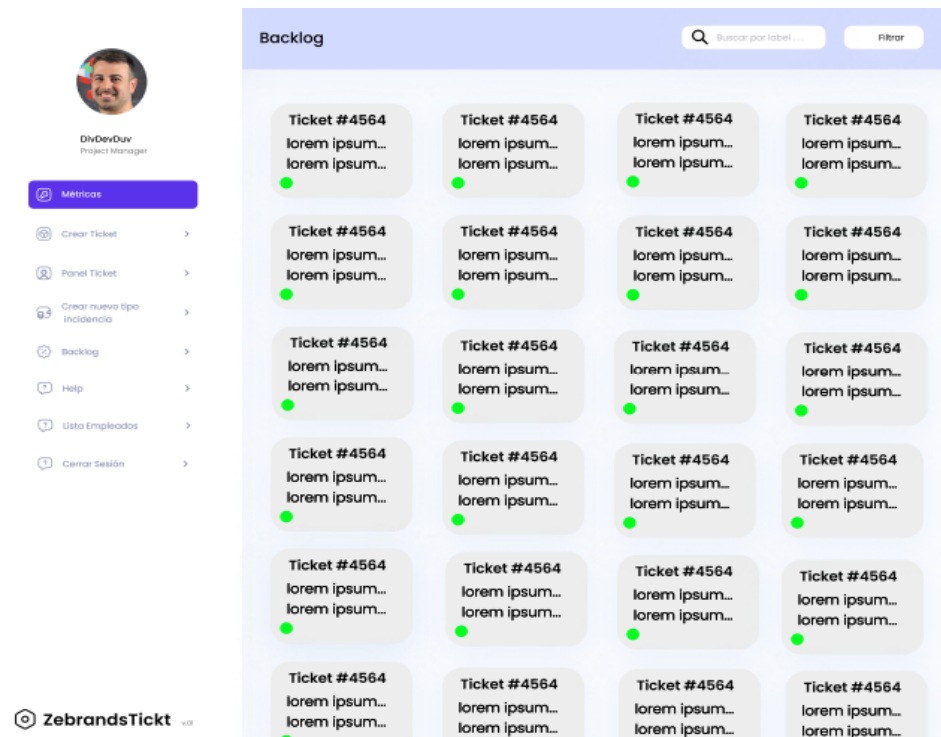 DivDevDuv
Project Manager
Métricas
Crear Ticket
Panel Ticket
Crear nuevo tipo
incidencia
Backlog
Help
Lista Empleados
Cerrar Sesión
ZebrandsTickt v.01
Backlog
Buscar por label ....
Filtrar
Ticket #4564
lorem ipsum...
lorem ipsum...
Ticket #4564
lorem ipsum...
lorem ipsum...
Ticket #4564
lorem ipsum...
lorem ipsum...
Ticket #4564
lorem ipsum...
lorem ipsum...
Ticket #4564
lorem ipsum...
lorem ipsum...
Ticket #4564
lorem ipsum...
lorem ipsum...
Ticket #4564
lorem ipsum...
lorem ipsum...
Ticket #4564
lorem ipsum...
lorem ipsum...
Ticket #4564
lorem ipsum...
lorem ipsum...
Ticket #4564
lorem ipsum...
lorem ipsum...
Ticket #4564
lorem ipsum...
lorem ipsum...
Ticket #4564
lorem ipsum...
lorem ipsum...
Ticket #4564
lorem ipsum...
lorem ipsum...
Ticket #4564
lorem ipsum...
lorem ipsum...
Ticket #4564
lorem ipsum...
lorem ipsum...
Ticket #4564
lorem ipsum...
lorem ipsum...
Ticket #4564
lorem ipsum...
lorem ipsum...
Ticket #4564
lorem ipsum...
lorem ipsum...
Ticket #4564
lorem ipsum...
lorem ipsum...
Ticket #4564
lorem ipsum...
lorem ipsum...
Ticket #4564
lorem ipsum...
lorem ipsum...
Ticket #4564
lorem ipsum...
lorem ipsum...
Ticket #4564
lorem ipsum...
lorem ipsum...
Ticket #4564
lorem ipsum...
lorem ipsum...